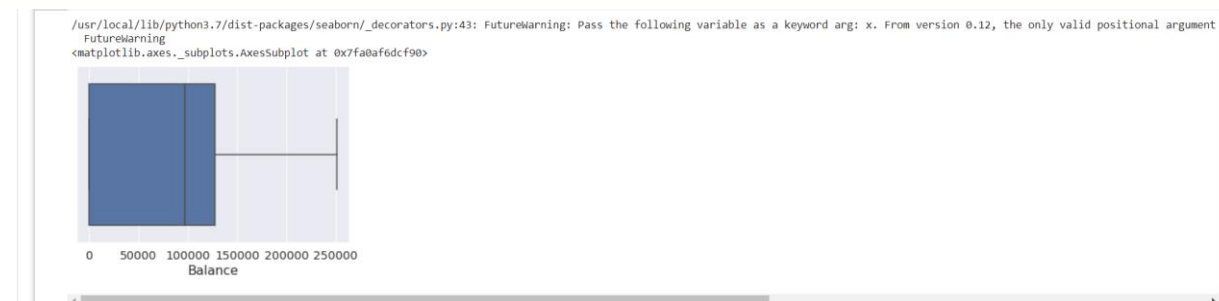 /usr/local/lib/python3.7/dist-packages/seaborn/_decorators.py:43: FutureWarning: Pass the following variable as a keyword arg: x. From version 0.12, the only valid positional argument
FutureWarning
<matplotlib.axes._subplots.AxesSubplot at 0x7fa0af6dcf90>
0 50000 100000 150000 200000 250000
Balance